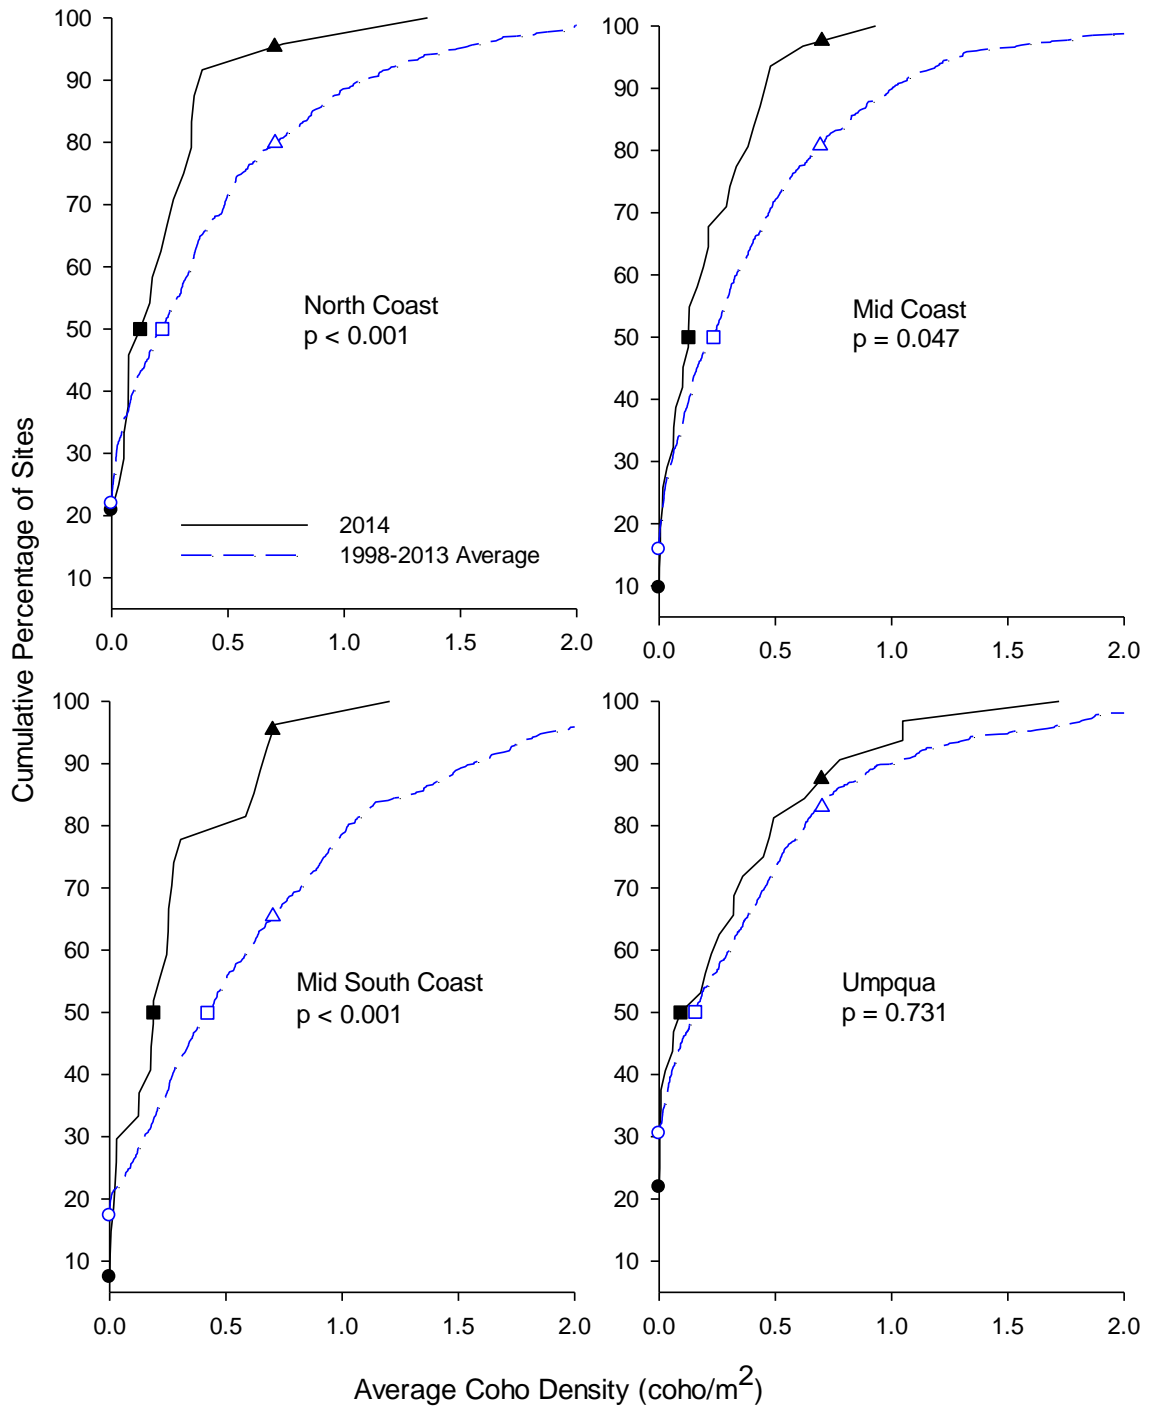 Cumulative Percentage of Sites
100
90
80
70
60
50
40
30
20
10
0.0 0.5 1.0 1.5 2.0
North Coast
p < 0.001
2014
1998-2013 Average
100
90
80
70
60
50
40
30
20
10
0.0 0.5 1.0 1.5 2.0
Mid Coast
p = 0.047
100
90
80
70
60
50
40
30
20
10
0.0 0.5 1.0 1.5 2.0
Mid South Coast
p < 0.001
100
90
80
70
60
50
40
30
20
10
0.0 0.5 1.0 1.5 2.0
Umpqua
p = 0.731
Average Coho Density (coho/m²)